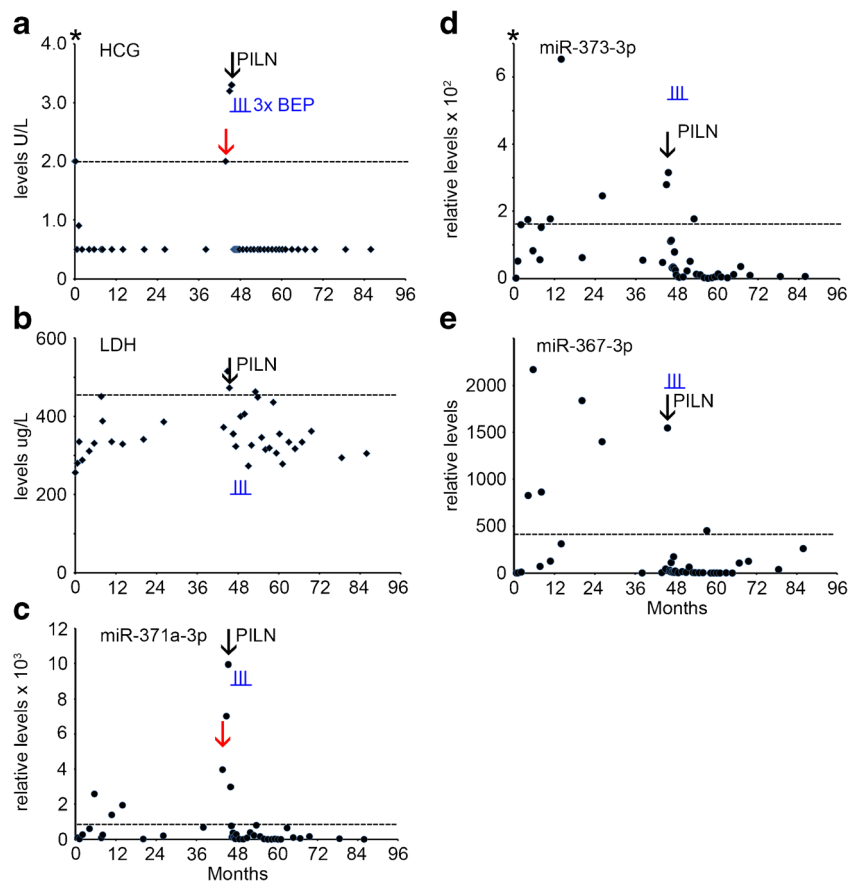 a
*
HCG
levels U/L
4.0
3.0
2.0
1.0
0
PILN
3x BEP
0 12 24 36 48 60 72 84 96
b
LDH
levels ug/L
600
400
200
0
PILN
0 12 24 36 48 60 72 84 96
c
miR-371a-3p
relative levels x 10³
12
10
8
6
4
2
0
PILN
0 12 24 36 48 60 72 84 96
Months
d
*
miR-373-3p
relative levels x 10²
6
4
2
0
PILN
0 12 24 36 48 60 72 84 96
e
miR-367-3p
relative levels
2000
1500
1000
500
0
PILN
0 12 24 36 48 60 72 84 96
Months